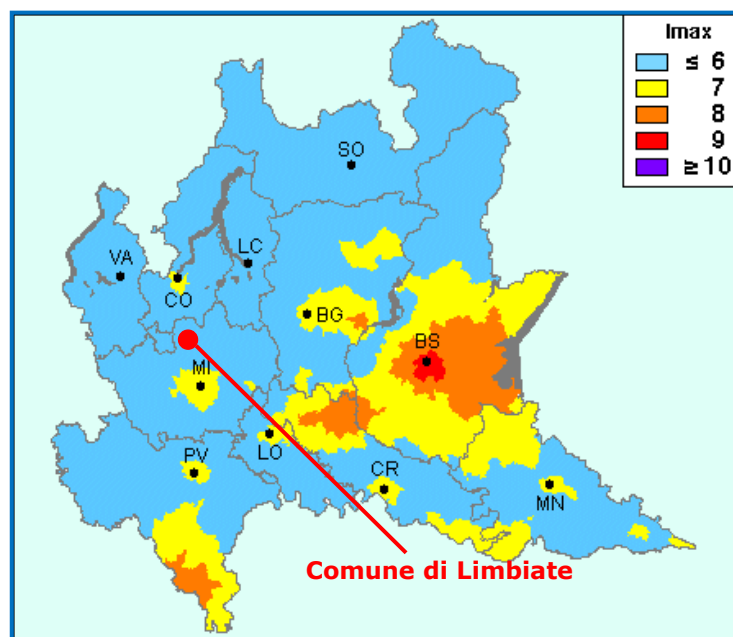 Imax
≤ 6
7
8
9
≥ 10
SO
VA
LC
CO
BG
BS
MI
LO
PV
CR
MN
Comune di Limbiate